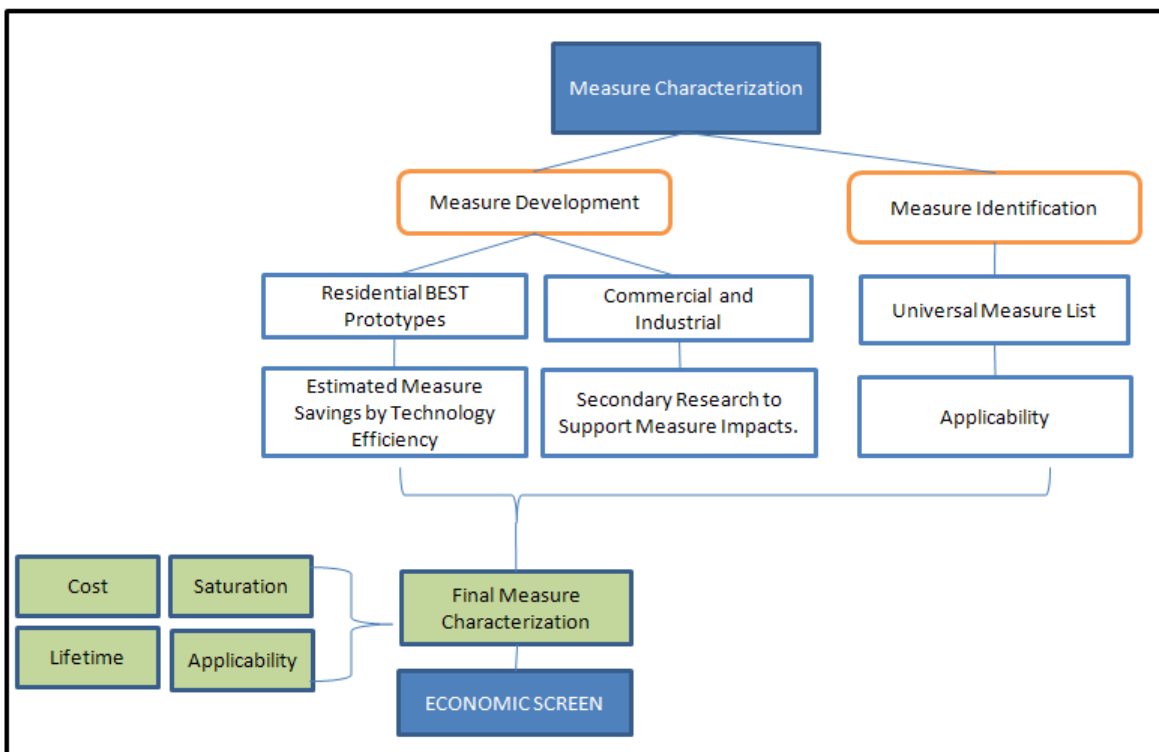 Measure Characterization
Measure Development
Measure Identification
Residential BEST
Prototypes
Commercial and
Industrial
Universal Measure List
Estimated Measure
Savings by Technology
Efficiency
Secondary Research to
Support Measure Impacts.
Applicability
Cost
Saturation
Final Measure
Characterization
Lifetime
Applicability
ECONOMIC SCREEN